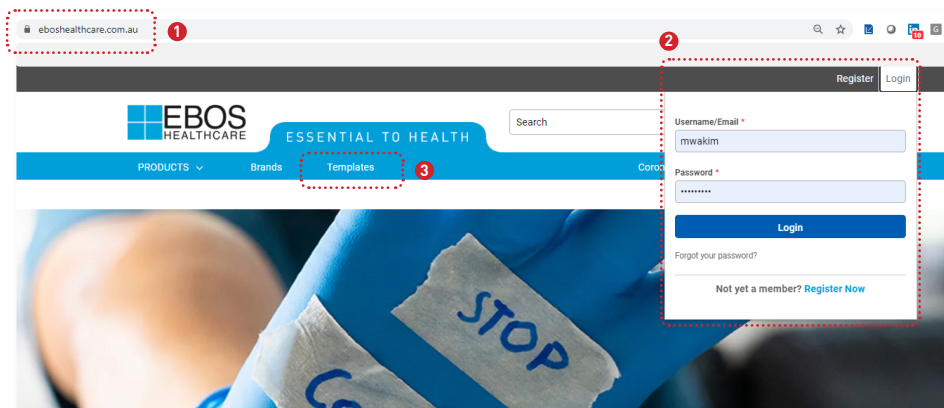 eboshealthcare.com.au
1
10
G
2
Register
Login
EBOS
HEALTHCARE
ESSENTIAL TO HEALTH
Search
Username/Email *
mwakim
PRODUCTS
Brands
Templates
3
Password *
•••••••••
Login
Forgot your password?
Not yet a member? Register Now
STOP